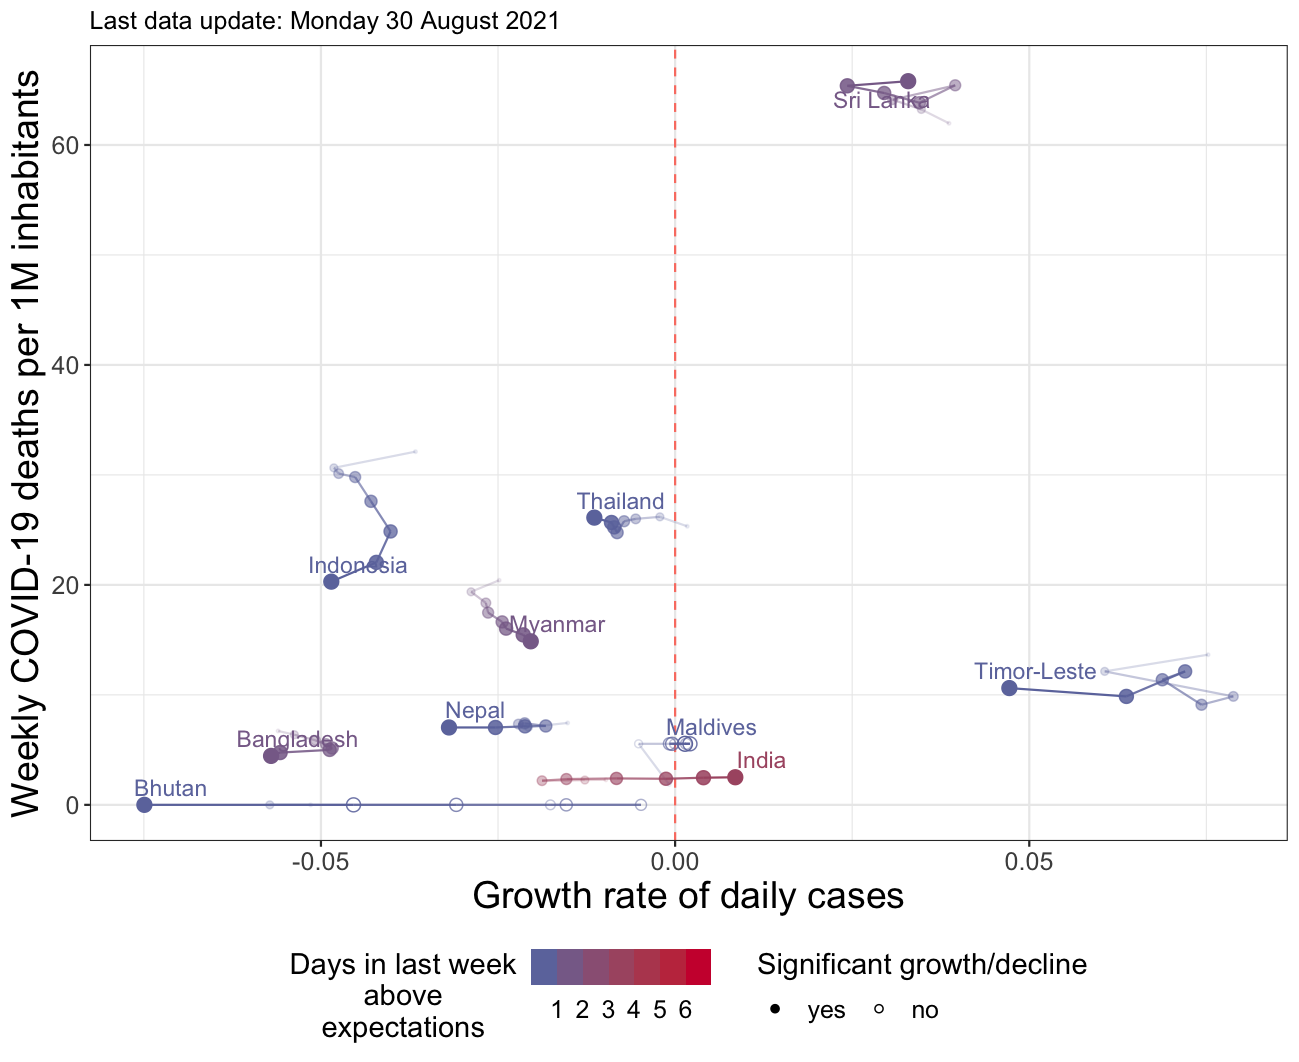 Last data update: Monday 30 August 2021
Weekly COVID-19 deaths per 1M inhabitants
60
40
20
0
Sri Lanka
Thailand
Indonesia
Myanmar
Timor-Leste
Nepal
Maldives
Bangladesh
India
Bhutan
-0.05
0.00
0.05
Growth rate of daily cases
Days in last week
above
expectations
1 2 3 4 5 6
Significant growth/decline
yes no